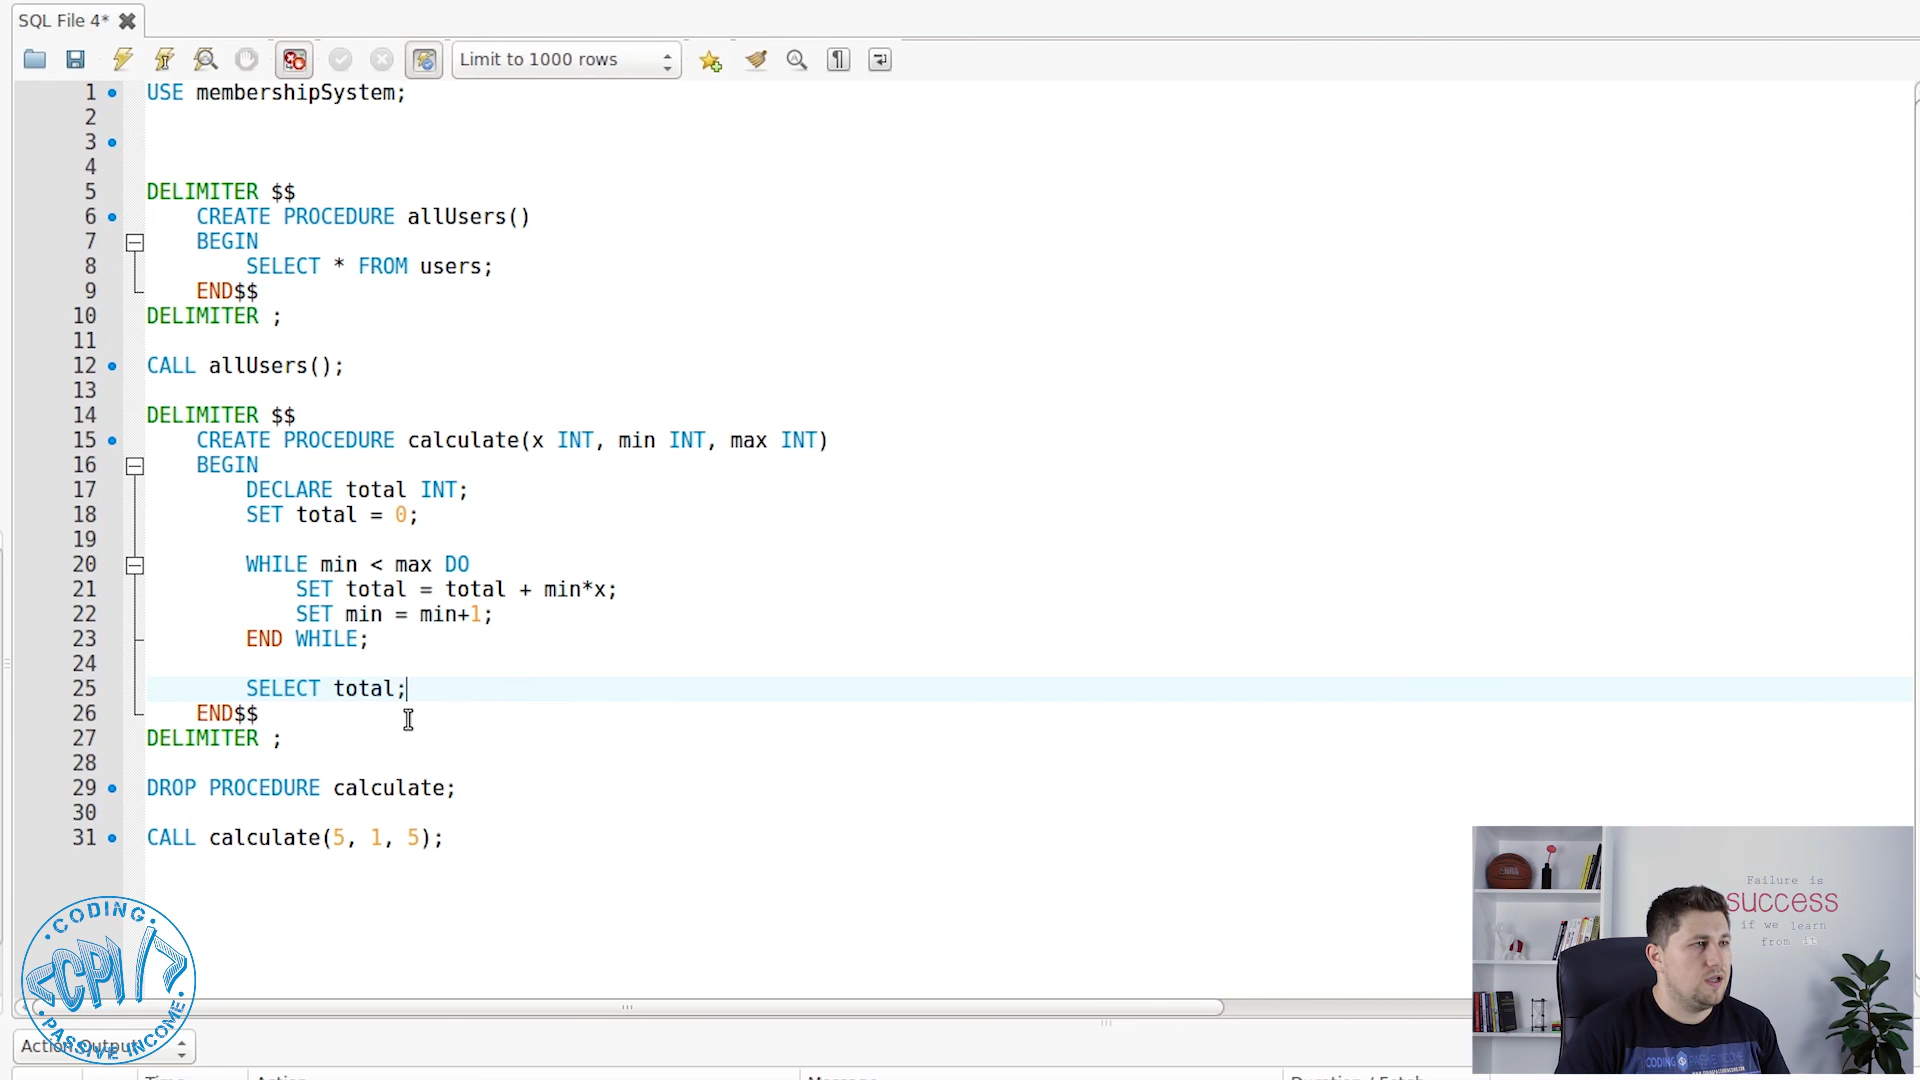 SQL File 4*
Limit to 1000 rows
1 USE membershipSystem;
2
3
4
5 DELIMITER $$
6 CREATE PROCEDURE allUsers()
7 BEGIN
8 SELECT * FROM users;
9 END$$
10 DELIMITER ;
11
12 CALL allUsers();
13
14 DELIMITER $$
15 CREATE PROCEDURE calculate(x INT, min INT, max INT)
16 BEGIN
17 DECLARE total INT;
18 SET total = 0;
19
20 WHILE min < max DO
21 SET total = total + min*x;
22 SET min = min+1;
23 END WHILE;
24
25 SELECT total;
26 END$$
27 DELIMITER ;
28
29 DROP PROCEDURE calculate;
30
31 CALL calculate(5, 1, 5);
CODING
<CPI/>
PASSIVE INCOME
Action Output
Time Action Message Duration / Fetch
Failure is
success
if we learn
from it
CODING PASSIVE INCOME